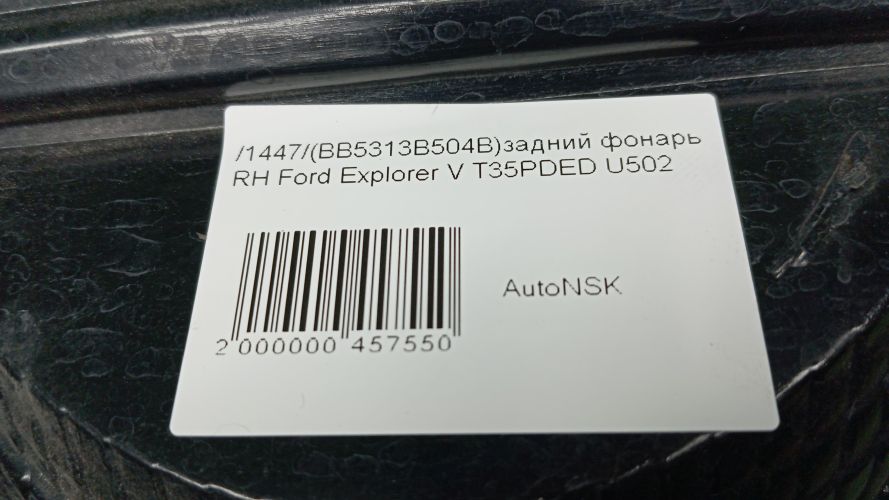 /1447/(BB5313B504B)задний фонарь
RH Ford Explorer V T35PDED U502
AutoNSK
2 000000 457550